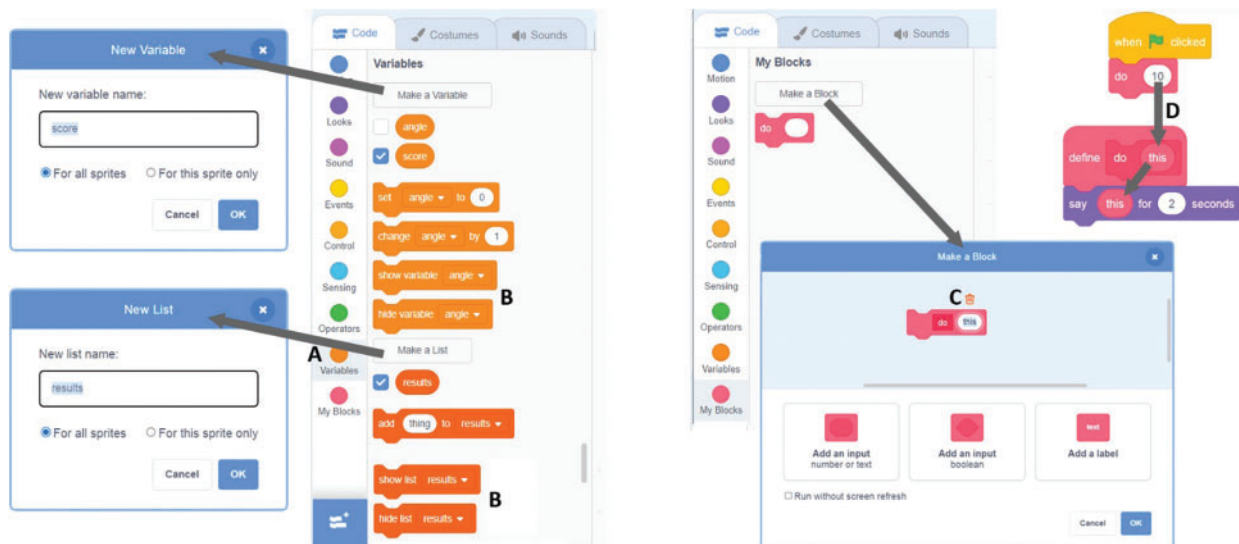 New Variable
New variable name:
score
For all sprites For this sprite only
Cancel OK
New List
New list name:
results
For all sprites For this sprite only
Cancel OK
Code Costumes Sounds
Variables
Make a Variable
angle
score
set angle to 0
change angle by 1
show variable angle
hide variable angle
B
Make a List
results
add thing to results
show list results
hide list results
B
Looks
Sound
Events
Control
Sensing
Operators
A
Variables
My Blocks
Code Costumes Sounds
My Blocks
Make a Block
do
Motion
Looks
Sound
Events
Control
Sensing
Operators
Variables
My Blocks
when clicked
do 10
D
define do this
say this for 2 seconds
Make a Block
C
do this
Add an input
number or text
Add an input
boolean
text
Add a label
Run without screen refresh
Cancel OK